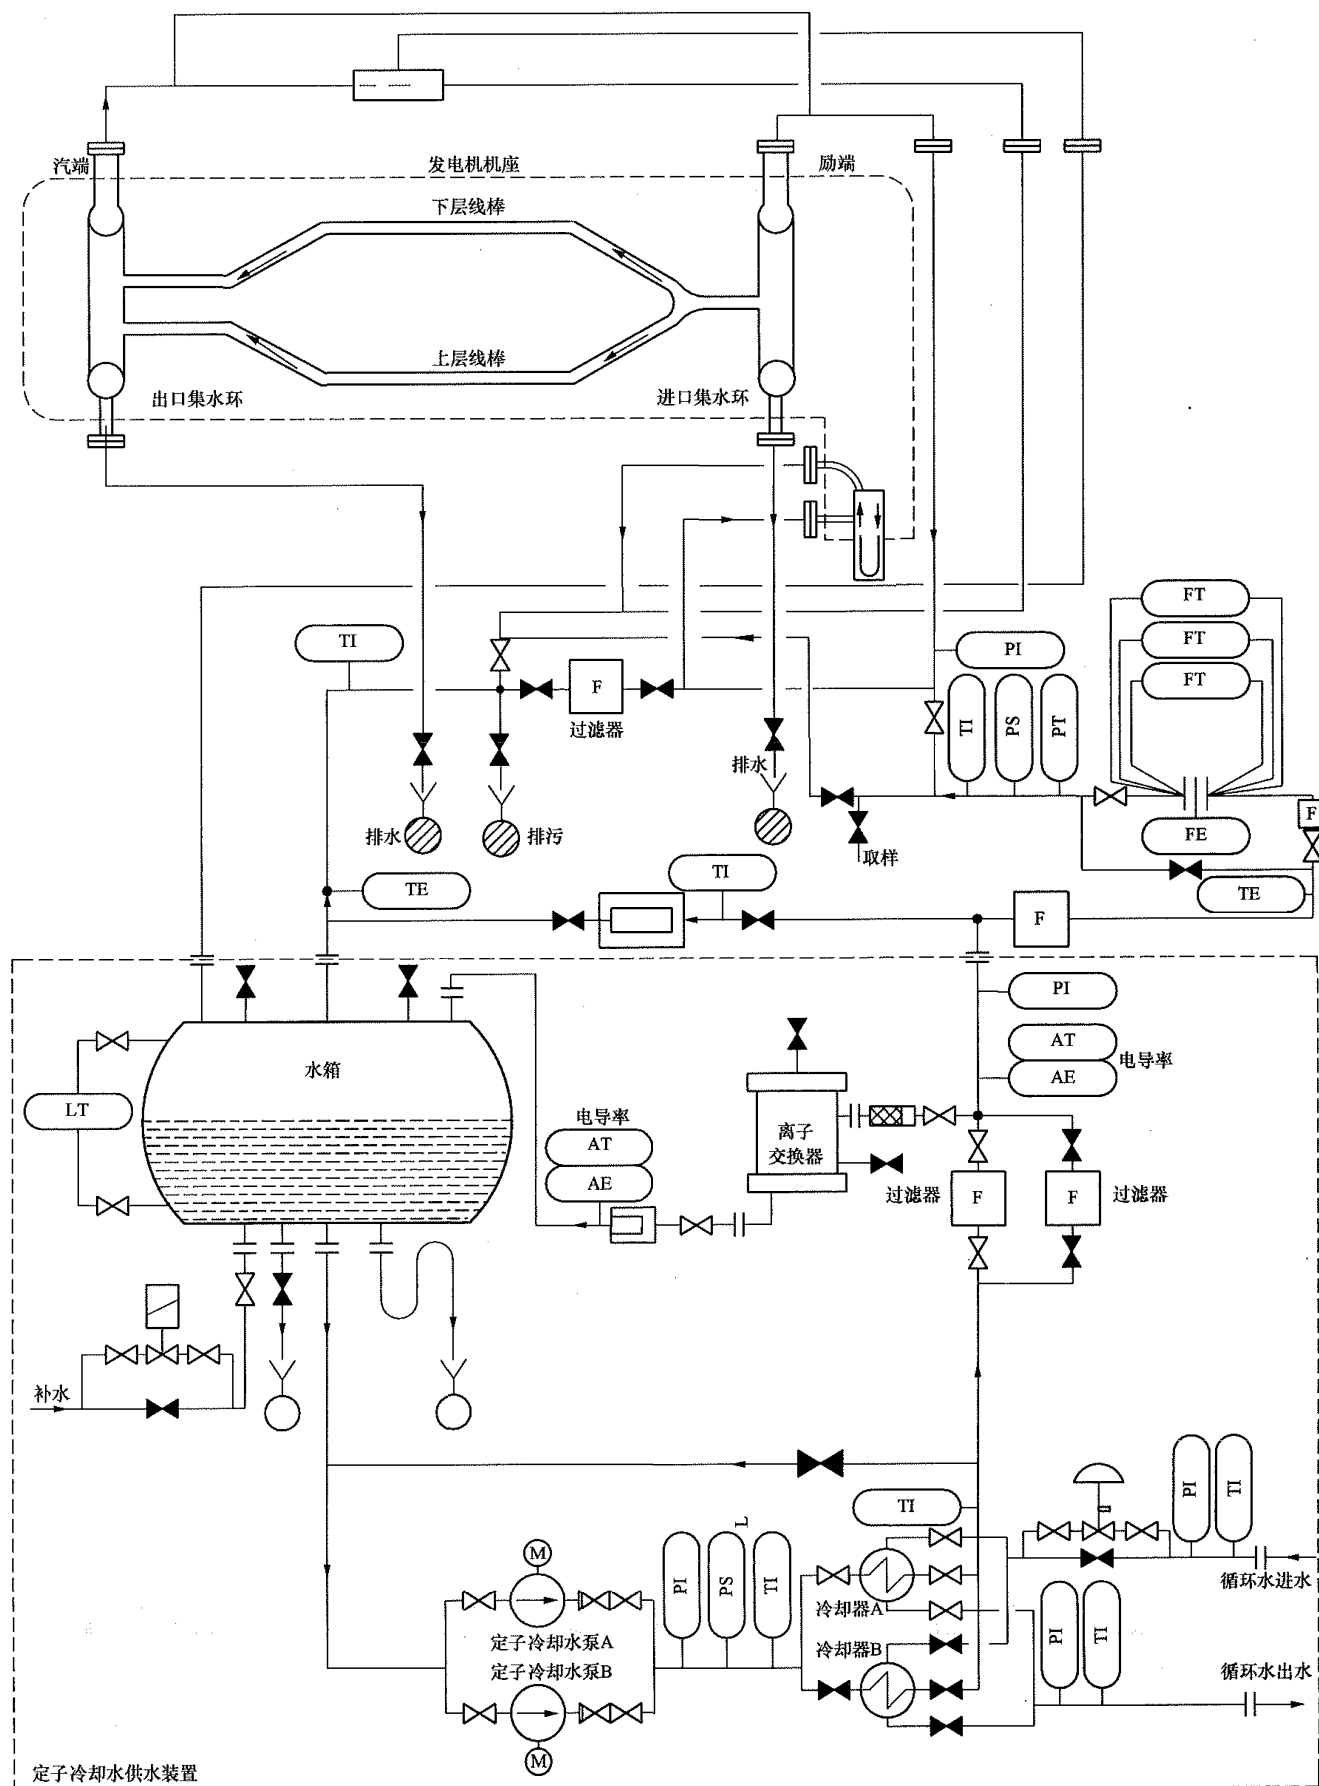 汽端
发电机机座
励端
下层线棒
上层线棒
出口集水环
进口集水环
FT
FT
FT
TI
PI
F
过滤器
TI
PS
PT
排水
F
FE
排水
排污
取样
TI
TE
TE
F
PI
AT
电导率
AE
水箱
LT
电导率
AT
AE
离子
交换器
过滤器
F
F
过滤器
补水
TI
PI
TI
L
M
PI
PS
TI
循环水进水
冷却器A
定子冷却水泵A
冷却器B
PI
TI
定子冷却水泵B
循环水出水
M
定子冷却水供水装置